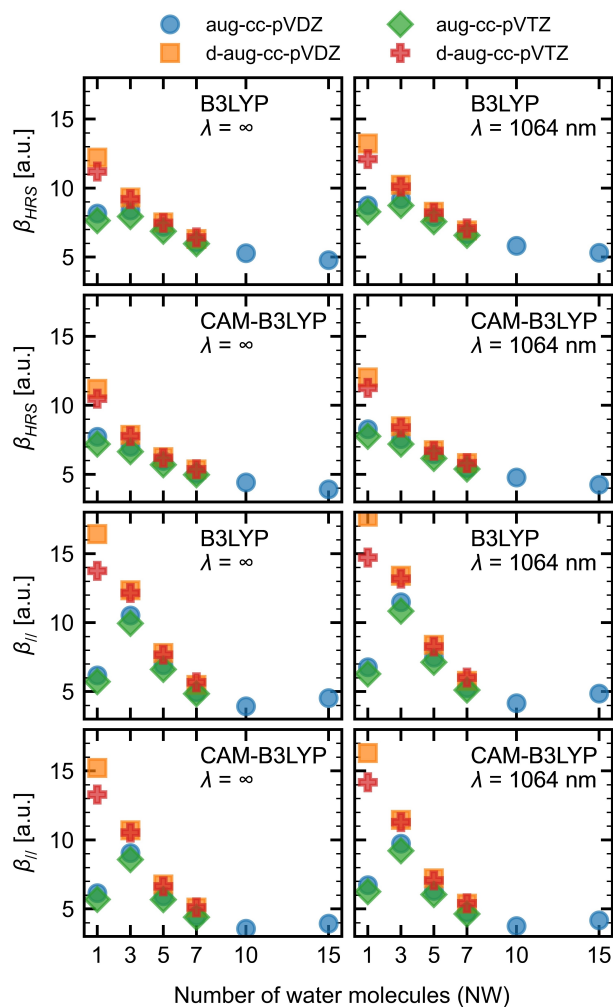 aug-cc-pVDZ aug-cc-pVTZ
d-aug-cc-pVDZ d-aug-cc-pVTZ
15
10
5
β_HRS [a.u.]
B3LYP
λ = ∞
B3LYP
λ = 1064 nm
15
10
5
β_HRS [a.u.]
CAM-B3LYP
λ = ∞
CAM-B3LYP
λ = 1064 nm
15
10
5
β_// [a.u.]
B3LYP
λ = ∞
B3LYP
λ = 1064 nm
15
10
5
β_// [a.u.]
CAM-B3LYP
λ = ∞
CAM-B3LYP
λ = 1064 nm
1 3 5 7 10 15 1 3 5 7 10 15
Number of water molecules (NW)